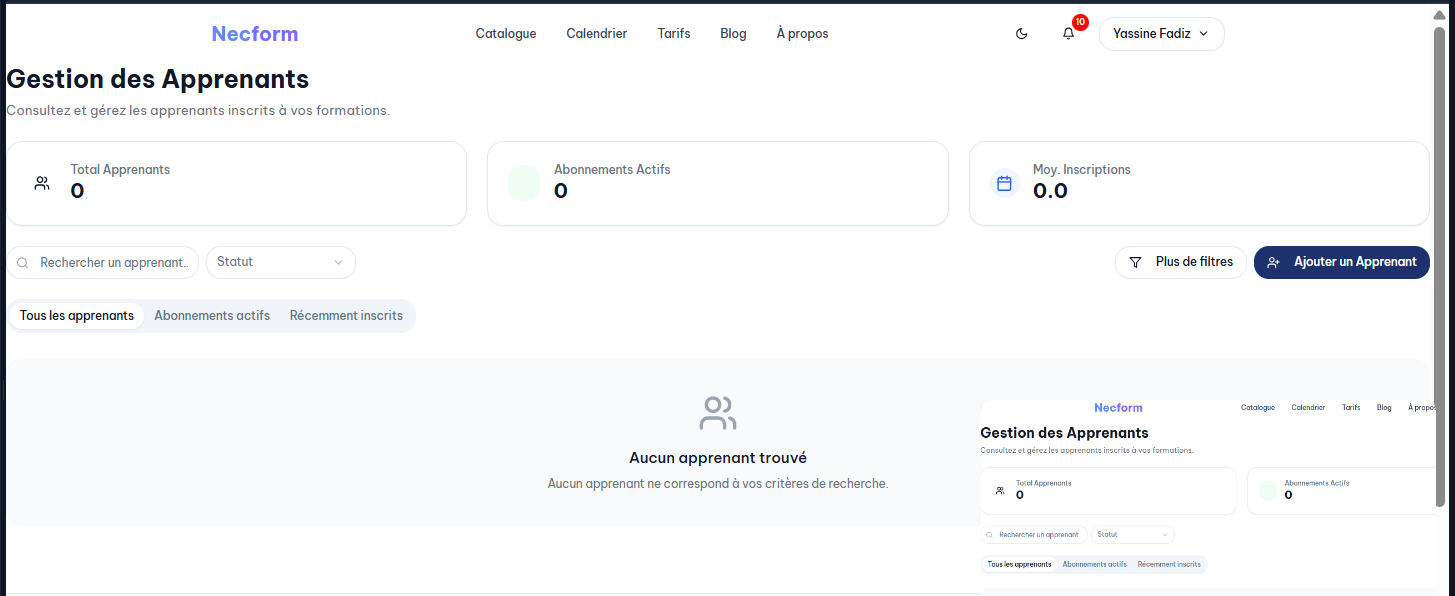 Necform Catalogue Calendrier Tarifs Blog À propos 10 Yassine Fadiz
Gestion des Apprenants
Consultez et gérez les apprenants inscrits à vos formations.
Total Apprenants Abonnements Actifs Moy. Inscriptions
0 0 0.0
Rechercher un apprenant.. Statut Plus de filtres Ajouter un Apprenant
Tous les apprenants Abonnements actifs Récemment inscrits
Aucun apprenant trouvé
Aucun apprenant ne correspond à vos critères de recherche.
Necform Catalogue Calendrier Tarifs Blog À propos
Gestion des Apprenants
Consultez et gérez les apprenants inscrits à vos formations.
Total Apprenants Abonnements Actifs
0 0
Rechercher un apprenant. Statut
Tous les apprenants Abonnements actifs Récemment inscrits